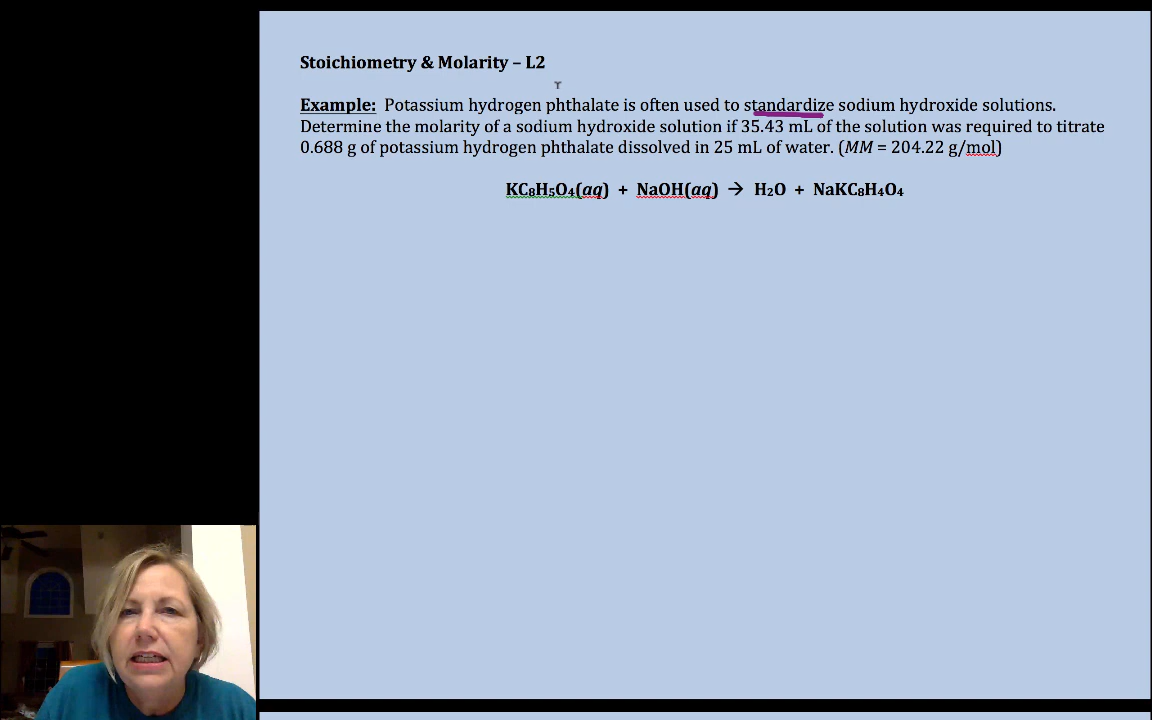 Stoichiometry & Molarity – L2
Example: Potassium hydrogen phthalate is often used to standardize sodium hydroxide solutions.
Determine the molarity of a sodium hydroxide solution if 35.43 mL of the solution was required to titrate
0.688 g of potassium hydrogen phthalate dissolved in 25 mL of water. (MM = 204.22 g/mol)
KC₈H₅O₄(aq) + NaOH(aq) → H₂O + NaKC₈H₄O₄